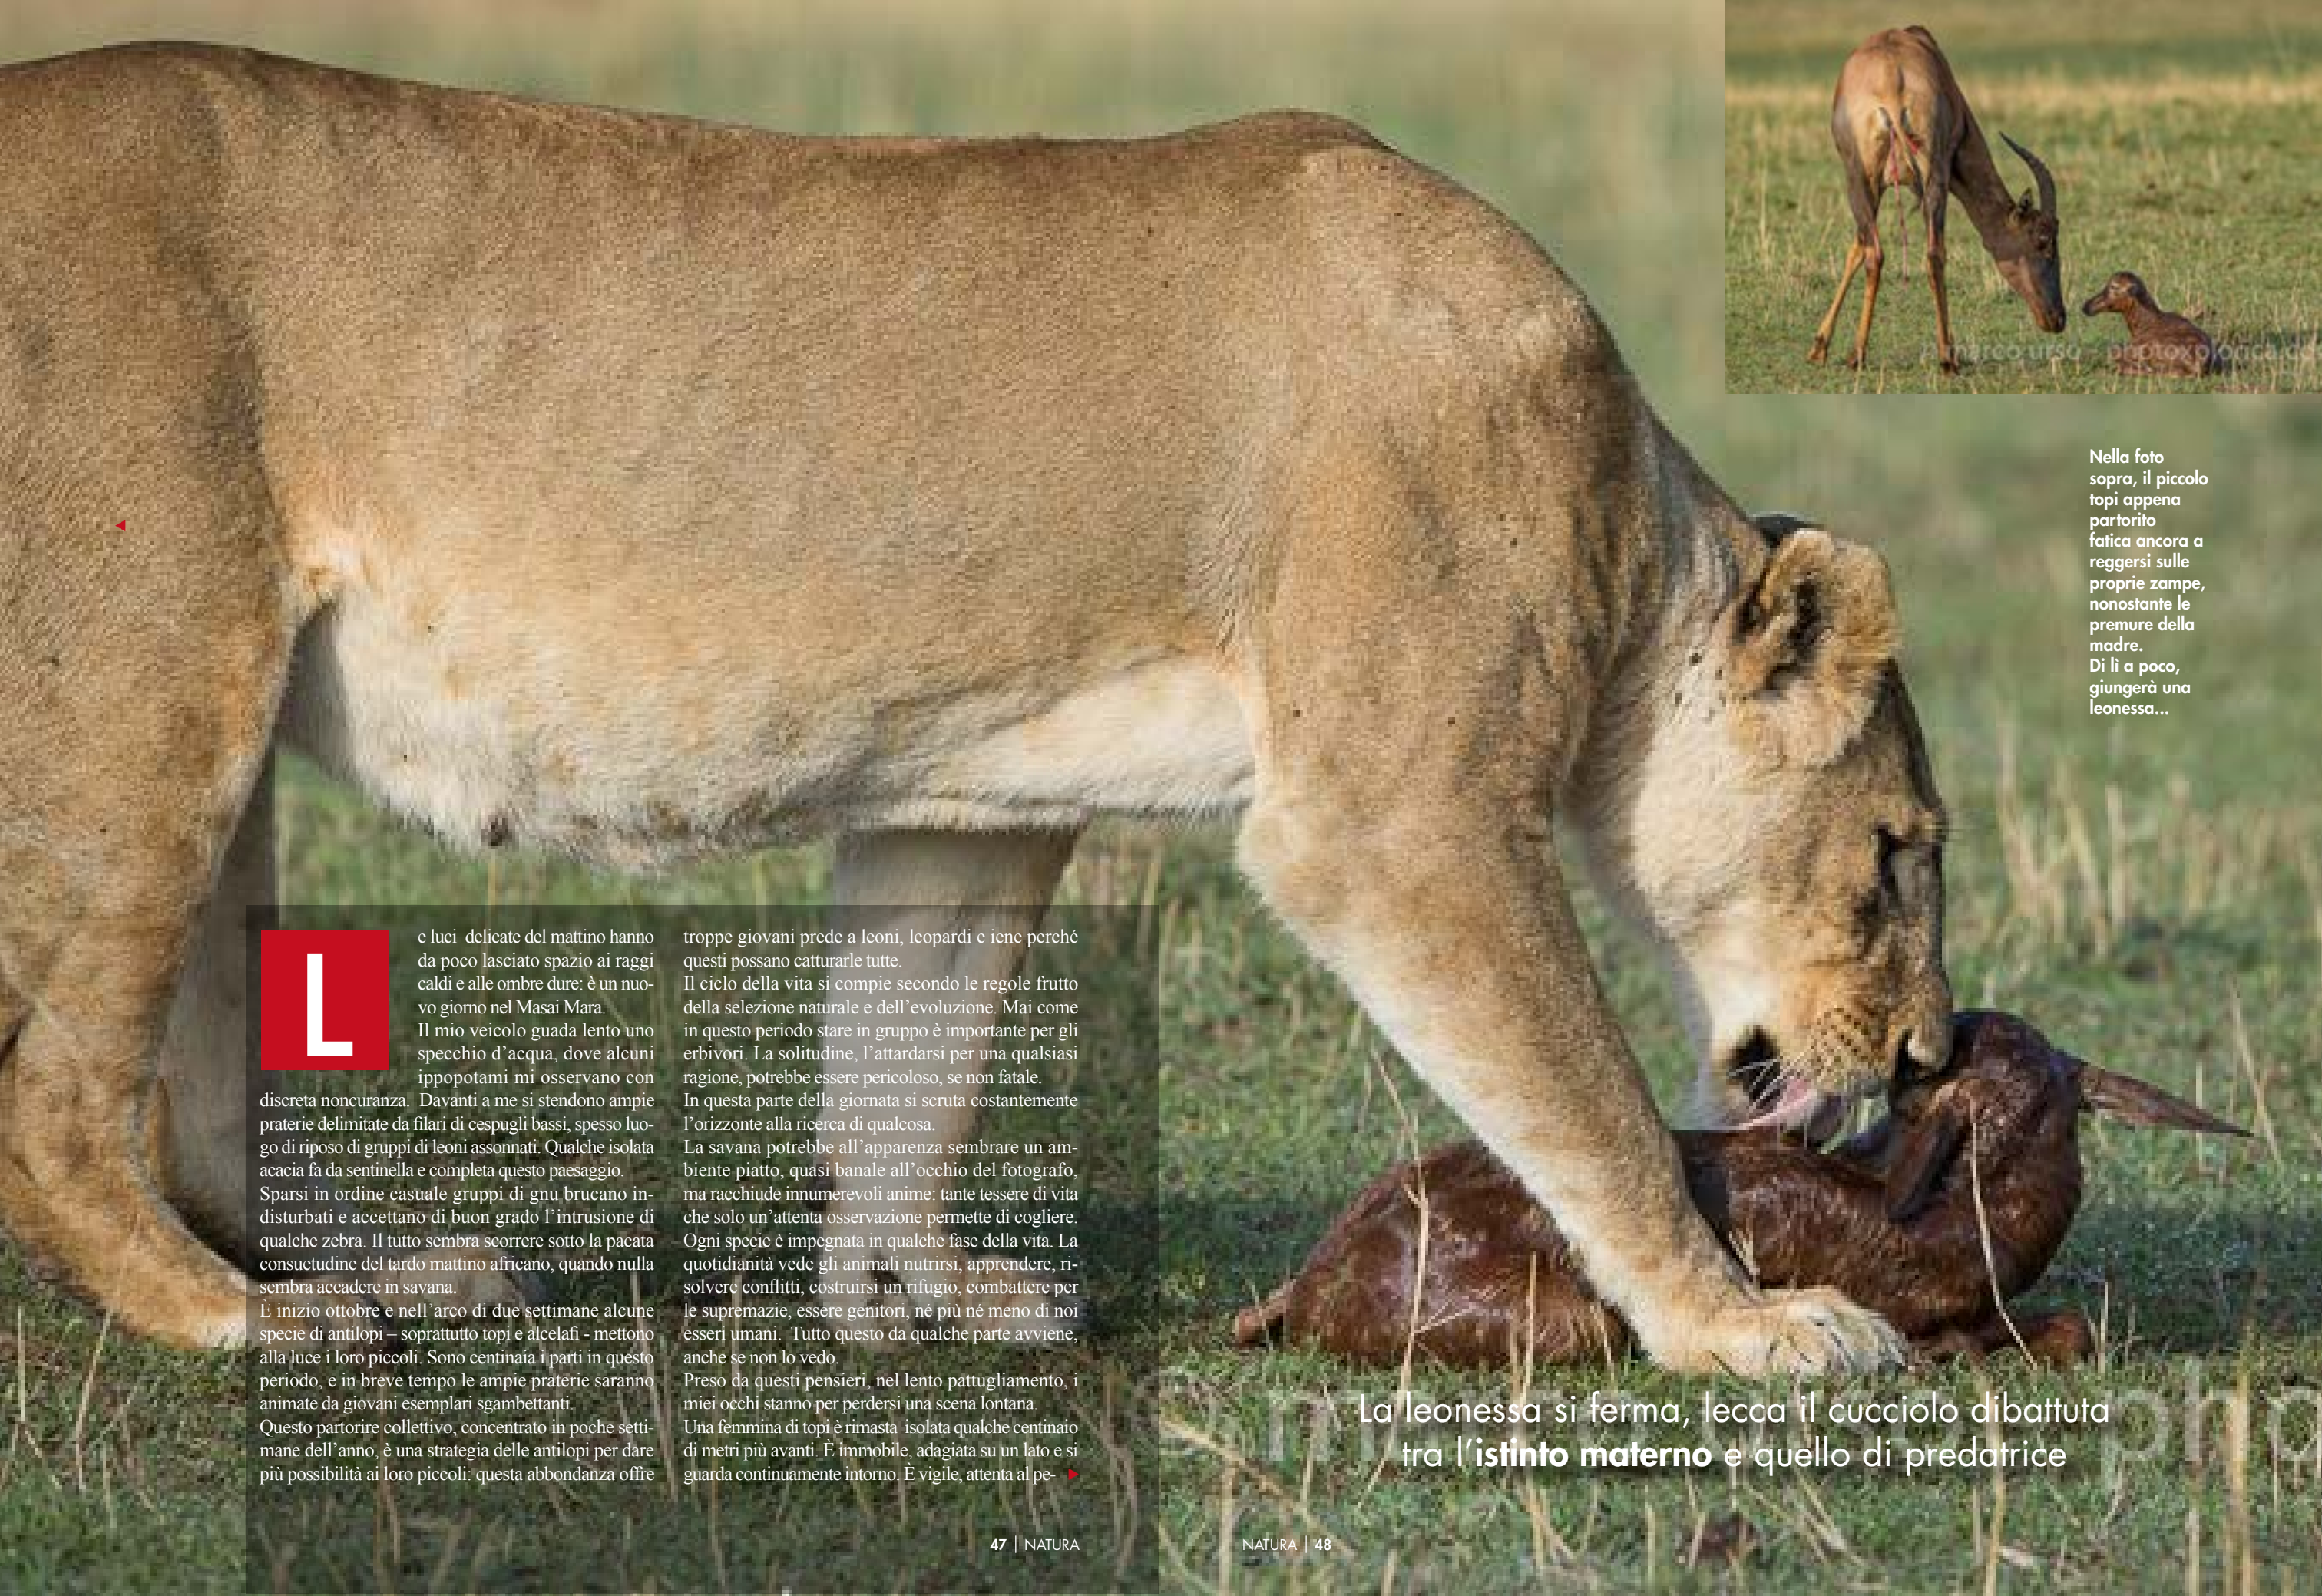 L
e luci delicate del mattino hanno
da poco lasciato spazio ai raggi
caldi e alle ombre dure: è un nuo-
vo giorno nel Masai Mara.
Il mio veicolo guada lento uno
specchio d'acqua, dove alcuni
ippopotami mi osservano con
discreta noncuranza. Davanti a me si stendono ampie
praterie delimitate da filari di cespugli bassi, spesso luo-
go di riposo di gruppi di leoni assonnati. Qualche isolata
acacia fà da sentinella e completa questo paesaggio.
Sparsi in ordine casuale gruppi di gnu brucano in-
disturbati e accettano di buon grado l'intrusione di
qualche zebra. Il tutto sembra scorrere sotto la pacata
consuetudine del tardo mattino africano, quando nulla
sembra accadere in savana.
È inizio ottobre e nell'arco di due settimane alcune
specie di antilopi – soprattutto topi e alcelafi - mettono
alla luce i loro piccoli. Sono centinaia i parti in questo
periodo, e in breve tempo le ampie praterie saranno
animate da giovani esemplari sgambettanti.
Questo partorire collettivo, concentrato in poche setti-
mane dell'anno, è una strategia delle antilopi per dare
più possibilità ai loro piccoli: questa abbondanza offre
troppe giovani prede a leoni, leopardi e iene perché
questi possano catturarle tutte.
Il ciclo della vita si compie secondo le regole frutto
della selezione naturale e dell'evoluzione. Mai come
in questo periodo stare in gruppo è importante per gli
erbivori. La solitudine, l'attardarsi per una qualsiasi
ragione, potrebbe essere pericoloso, se non fatale.
In questa parte della giornata si scruta costantemente
l'orizzonte alla ricerca di qualcosa.
La savana potrebbe all'apparenza sembrare un am-
biente piatto, quasi banale all'occhio del fotografo,
ma racchiude innumerevoli anime: tante tessere di vita
che solo un'attenta osservazione permette di cogliere.
Ogni specie è impegnata in qualche fase della vita. La
quotidianità vede gli animali nutrirsi, apprendere, ri-
solvere conflitti, costruirsi un rifugio, combattere per
le supremazie, essere genitori, né più né meno di noi
esseri umani. Tutto questo da qualche parte avviene,
anche se non lo vedo.
Preso da questi pensieri, nel lento pattugliamento, i
miei occhi stanno per perdersi una scena lontana.
Una femmina di topi è rimasta isolata qualche centinaio
di metri più avanti. È immobile, adagiata su un lato e si
guarda continuamente intorno. È vigile, attenta al pe-
47 | NATURA
marco urso - photoxplorica.co
Nella foto
sopra, il piccolo
topi appena
partorito
fatica ancora a
reggersi sulle
proprie zampe,
nonostante le
premure della
madre.
Di lì a poco,
giungerà una
leonessa...
La leonessa si ferma, lecca il cucciolo dibattuta
tra l'istinto materno e quello di predatrice
NATURA | 48